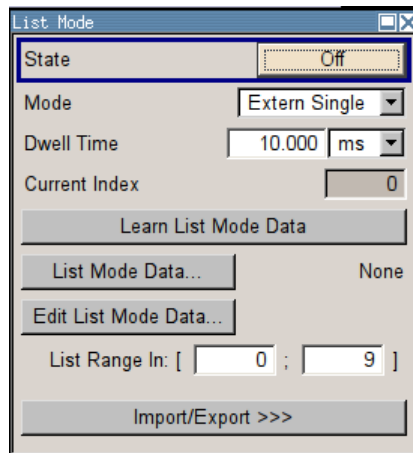 List Mode
State Off
Mode Extern Single
Dwell Time 10.000 ms
Current Index 0
Learn List Mode Data
List Mode Data... None
Edit List Mode Data...
List Range In: [ 0 ; 9 ]
Import/Export >>>